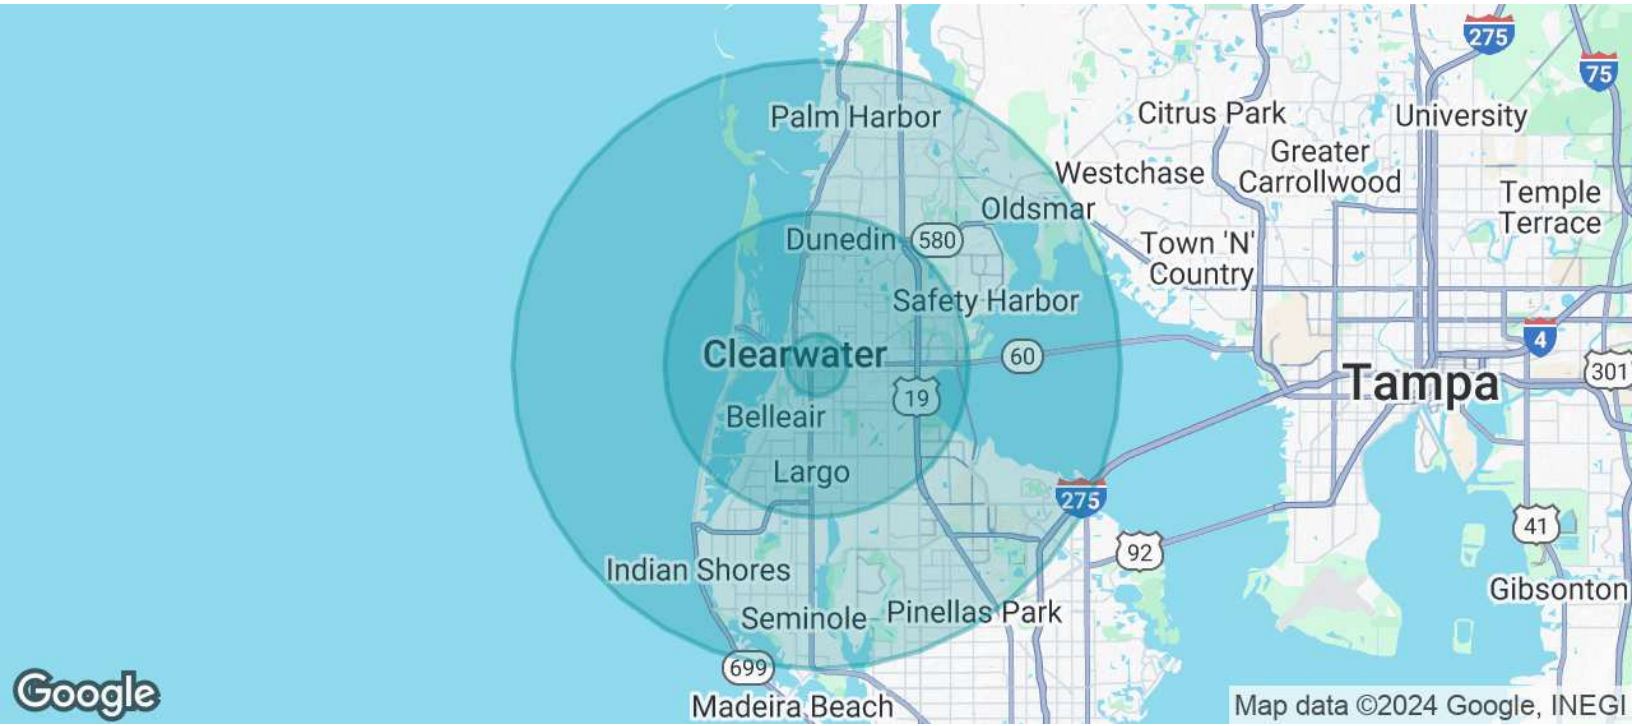 275
75
Palm Harbor
Citrus Park
University
Greater
Carrollwood
Westchase
Temple
Terrace
Oldsmar
Dunedin
580
Town 'N'
Country
Safety Harbor
4
Clearwater
60
301
Tampa
19
Belleair
Largo
275
41
92
Indian Shores
Gibsonton
Seminole
Pinellas Park
699
Google
Madeira Beach
Map data ©2024 Google, INEGI